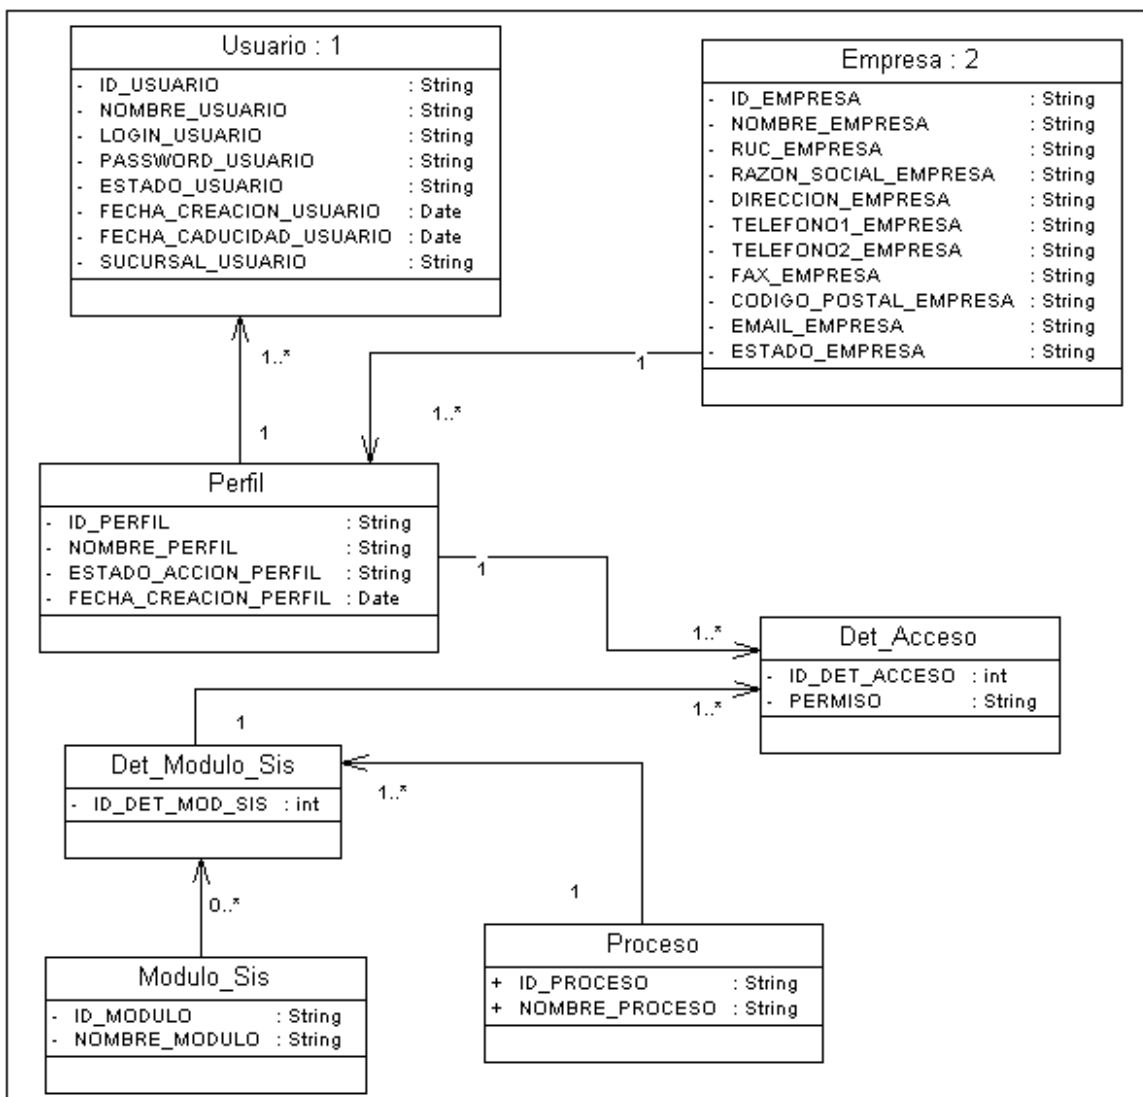 Usuario : 1
- ID_USUARIO : String
- NOMBRE_USUARIO : String
- LOGIN_USUARIO : String
- PASSWORD_USUARIO : String
- ESTADO_USUARIO : String
- FECHA_CREACION_USUARIO : Date
- FECHA_CADUCIDAD_USUARIO : Date
- SUCURSAL_USUARIO : String
Empresa : 2
- ID_EMPRESA : String
- NOMBRE_EMPRESA : String
- RUC_EMPRESA : String
- RAZON_SOCIAL_EMPRESA : String
- DIRECCION_EMPRESA : String
- TELEFONO1_EMPRESA : String
- TELEFONO2_EMPRESA : String
- FAX_EMPRESA : String
- CODIGO_POSTAL_EMPRESA : String
- EMAIL_EMPRESA : String
- ESTADO_EMPRESA : String
1..*
1
1..*
1
Perfil
- ID_PERFIL : String
- NOMBRE_PERFIL : String
- ESTADO_ACCION_PERFIL : String
- FECHA_CREACION_PERFIL : Date
1
1..*
Det_Acceso
- ID_DET_ACCESO : int
- PERMISO : String
1..*
1
Det_Modulo_Sis
- ID_DET_MOD_SIS : int
1..*
1
0..*
Proceso
+ ID_PROCESO : String
+ NOMBRE_PROCESO : String
Modulo_Sis
- ID_MODULO : String
- NOMBRE_MODULO : String